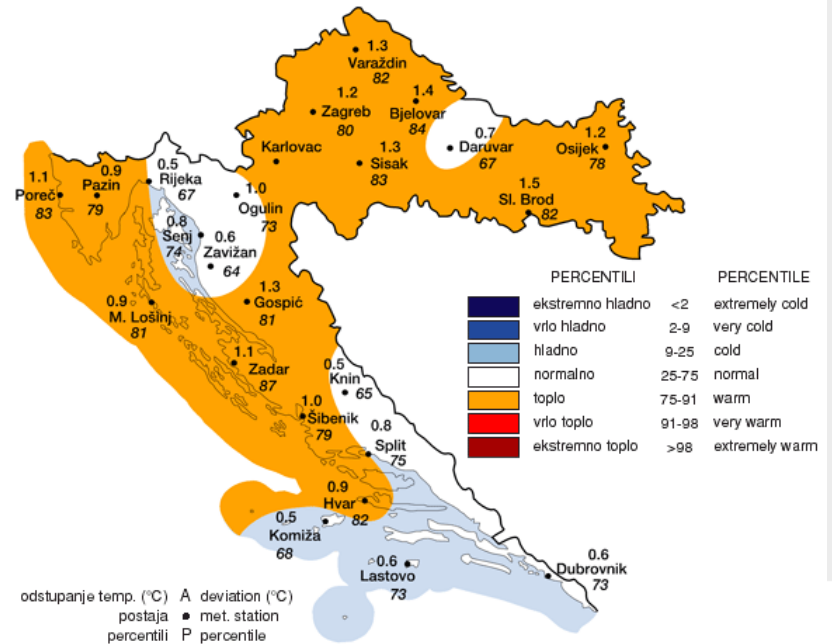 1.3
Varaždin
82
1.2
Zagreb
80
1.4
Bjelovar
84
0.7
Daruvar
67
1.2
Osijek
78
Karlovac
1.3
Sisak
83
1.5
Sl. Brod
82
1.1
Poreč
83
0.9
Pazin
79
0.5
Rijeka
67
1.0
Ogulin
73
0.8
Senj
74
0.6
Zavižan
64
0.9
M. Lošinj
81
1.3
Gospić
81
1.1
Zadar
87
0.5
Knin
65
1.0
Šibenik
79
0.8
Split
75
0.9
Hvar
82
0.5
Komiža
68
0.6
Lastovo
73
0.6
Dubrovnik
73
PERCENTILI PERCENTILE
ekstremno hladno <2 extremely cold
vrlo hladno 2-9 very cold
hladno 9-25 cold
normalno 25-75 normal
toplo 75-91 warm
vrlo toplo 91-98 very warm
ekstremno toplo >98 extremely warm
odstupanje temp. (°C) A deviation (°C)
postaja • met. station
percentili P percentile